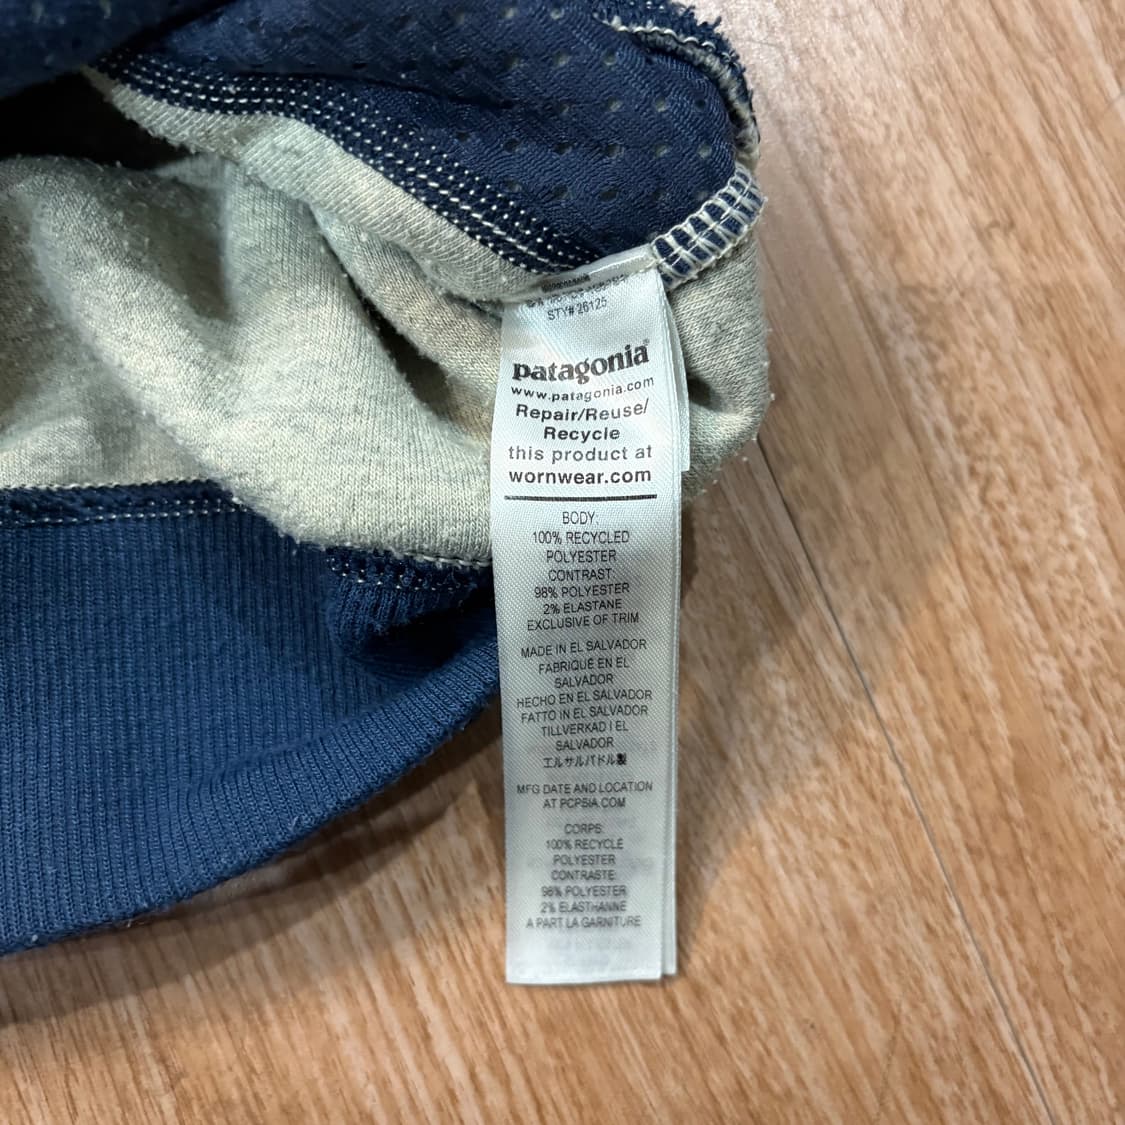 STY# 26125
patagonia®
www.patagonia.com
Repair/Reuse/
Recycle
this product at
wornwear.com
BODY:
100% RECYCLED
POLYESTER
CONTRAST:
98% POLYESTER
2% ELASTANE
EXCLUSIVE OF TRIM
MADE IN EL SALVADOR
FABRIQUÉ EN EL
SALVADOR
HECHO EN EL SALVADOR
FATTO IN EL SALVADOR
TILLVERKAD I EL
SALVADOR
エルサルバドル製
MFG DATE AND LOCATION
AT PCPSIA.COM
CORPS:
100% RECYCLÉ
POLYESTER
CONTRASTE:
98% POLYESTER
2% ELASTHANNE
A PART LA GARNITURE